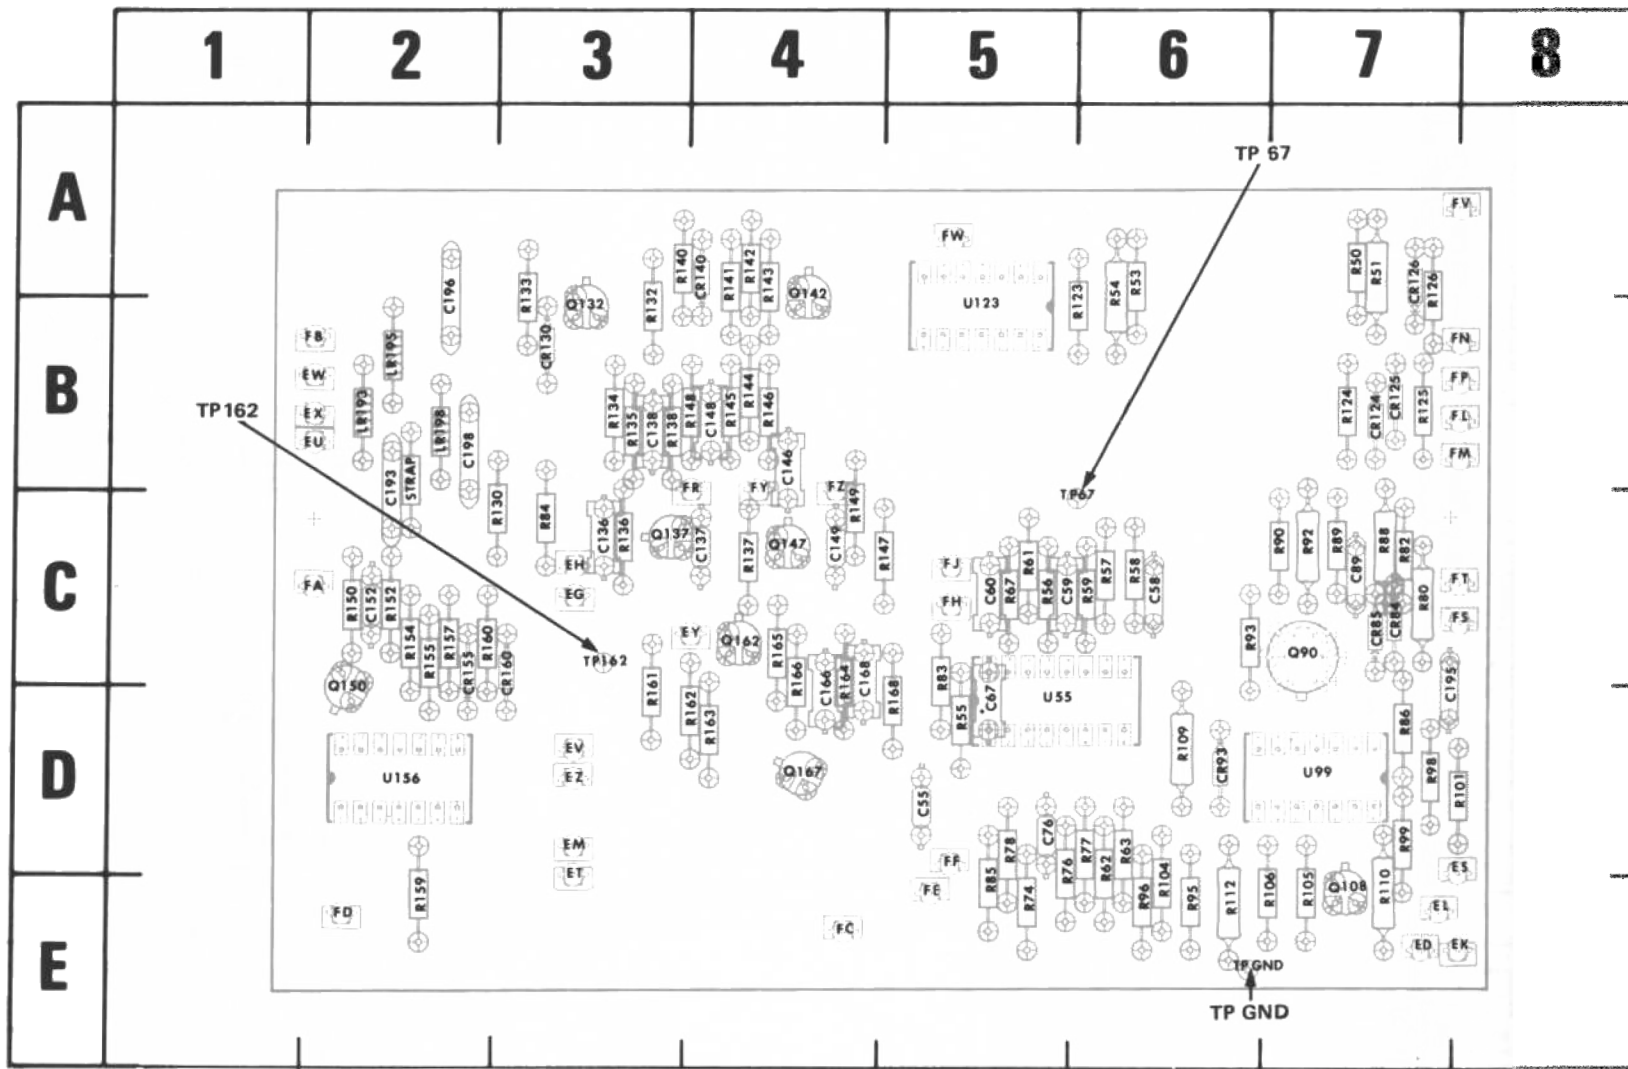 1 2 3 4 5 6 7 8
A
B
C
D
E
TP 67
TP162
TP GND
FV
FW
C196
R133
Q132
R132
R140
CR140
R141
R142
R143
Q142
U123
R123
R54
R53
R50
R51
CR126
R126
FB
EW
EX
EU
LR195
LR193
LR198
C198
C193
STRAP
CR130
R134
R135
C138
R138
R148
C148
R145
R144
R146
C146
R124
CR124
CR125
R125
FN
FP
FL
FM
R130
R84
C136
R136
Q137
FR
C137
FY
R137
Q147
FZ
C149
R149
R147
TP67
FJ
FH
C60
R67
R61
R56
C59
R59
R57
R58
C58
R90
R92
R89
C89
R88
R82
CR85
CR84
R80
FT
FS
FA
R150
C152
R152
R154
R155
R157
CR155
R160
CR160
Q150
EH
EG
TP162
EY
R161
R162
R163
Q162
R165
R166
C166
R164
C168
R168
R83
R55
C67
U55
R93
Q90
C195
U156
EV
EZ
Q167
C55
R109
CR93
U99
R86
R98
R101
EM
ET
R159
FD
FC
FF
FE
R85
R78
R74
C76
R76
R77
R62
R63
R96
R104
R95
R112
R106
R105
Q108
R110
R99
ES
EL
ED
EK
TP GND